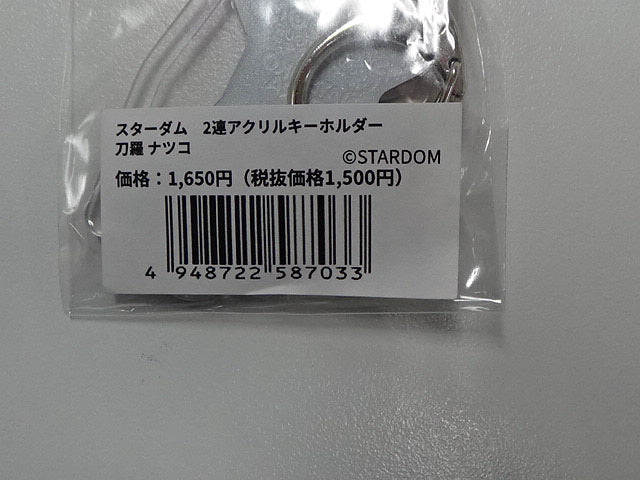 スターダム　2連アクリルキーホルダー
刀羅 ナツコ
©STARDOM
価格：1,650円（税抜価格1,500円）
4 948722 587033